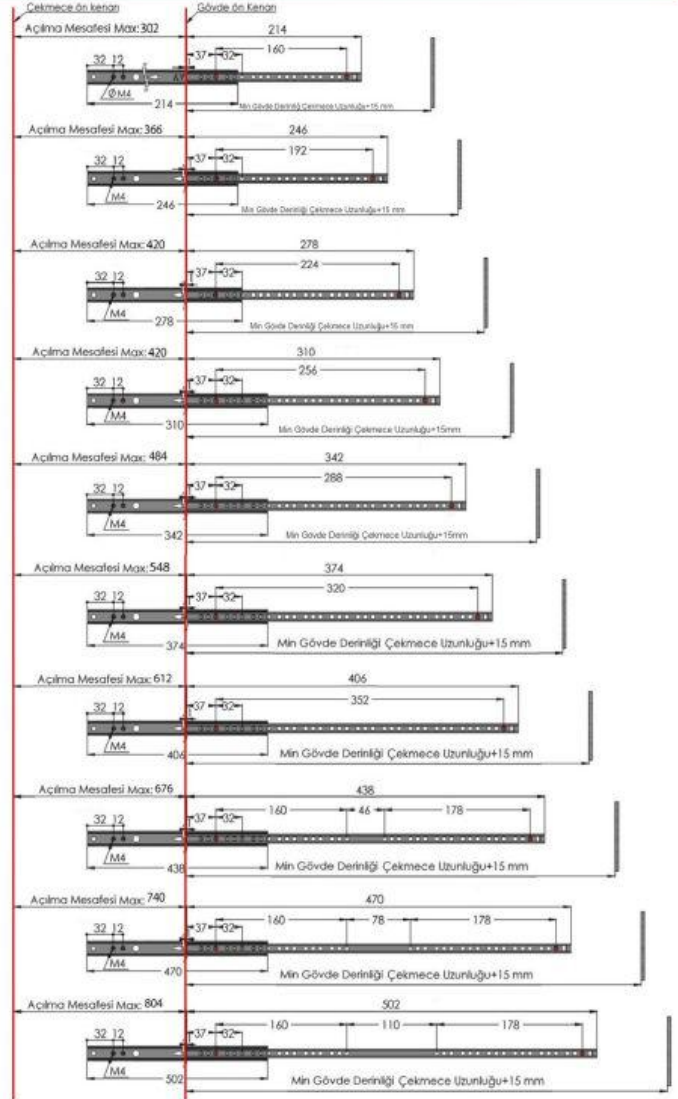 Çekmece ön kenarı
Gövde ön Kenarı
Açılma Mesafesi Max: 302
214
160
37 32
32 12
ØM4
214
Min Gövde Derinliği Çekmece Uzunluğu+15 mm
Açılma Mesafesi Max: 366
246
192
37 32
32 12
M4
246
Min Gövde Derinliği Çekmece Uzunluğu+15 mm
Açılma Mesafesi Max: 420
278
224
37 32
32 12
M4
278
Min Gövde Derinliği Çekmece Uzunluğu+15 mm
Açılma Mesafesi Max: 420
310
256
37 32
32 12
M4
310
Min Gövde Derinliği Çekmece Uzunluğu+15mm
Açılma Mesafesi Max: 484
342
288
37 32
32 12
M4
342
Min Gövde Derinliği Çekmece Uzunluğu+15mm
Açılma Mesafesi Max: 548
374
320
37 32
32 12
M4
374
Min Gövde Derinliği Çekmece Uzunluğu+15 mm
Açılma Mesafesi Max: 612
406
352
37 32
32 12
M4
406
Min Gövde Derinliği Çekmece Uzunluğu+15 mm
Açılma Mesafesi Max: 676
438
160 46 178
37 32
32 12
M4
438
Min Gövde Derinliği Çekmece Uzunluğu+15 mm
Açılma Mesafesi Max: 740
470
160 78 178
37 32
32 12
M4
470
Min Gövde Derinliği Çekmece Uzunluğu+15 mm
Açılma Mesafesi Max: 804
502
160 110 178
37 32
32 12
M4
502
Min Gövde Derinliği Çekmece Uzunluğu+15 mm